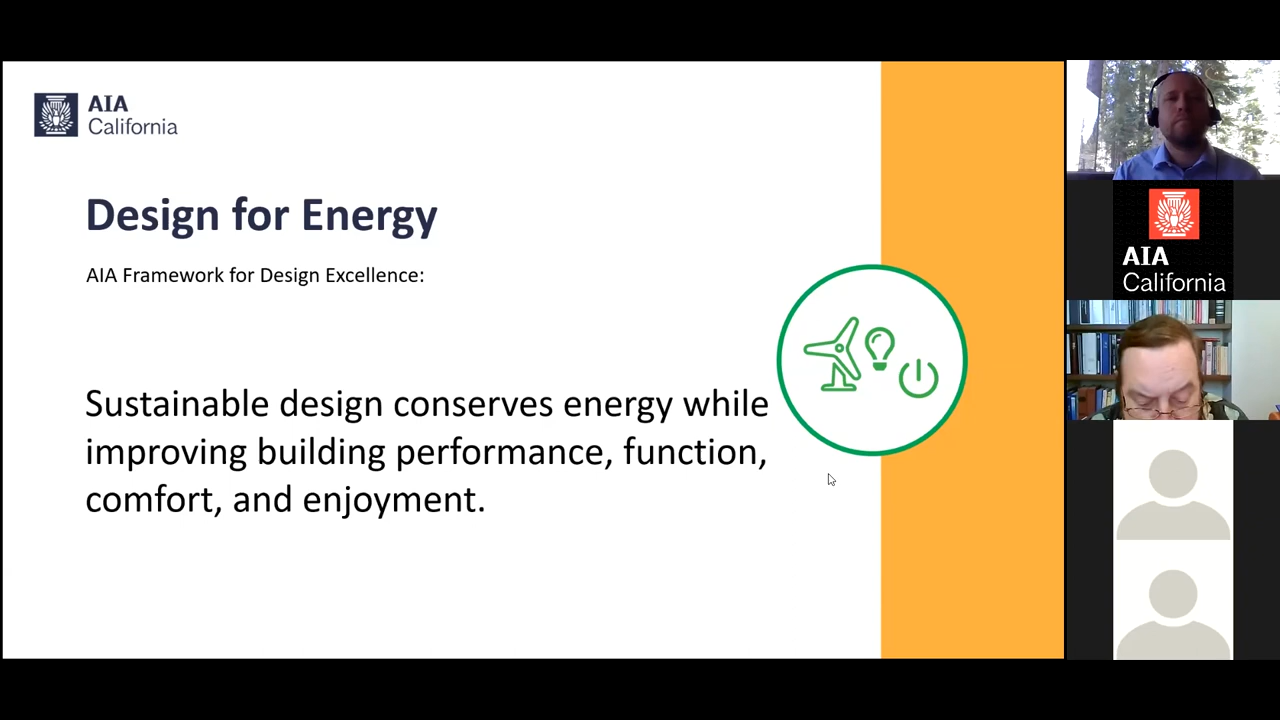 AIA
California
Design for Energy
AIA Framework for Design Excellence:
Sustainable design conserves energy while
improving building performance, function,
comfort, and enjoyment.
AIA
California